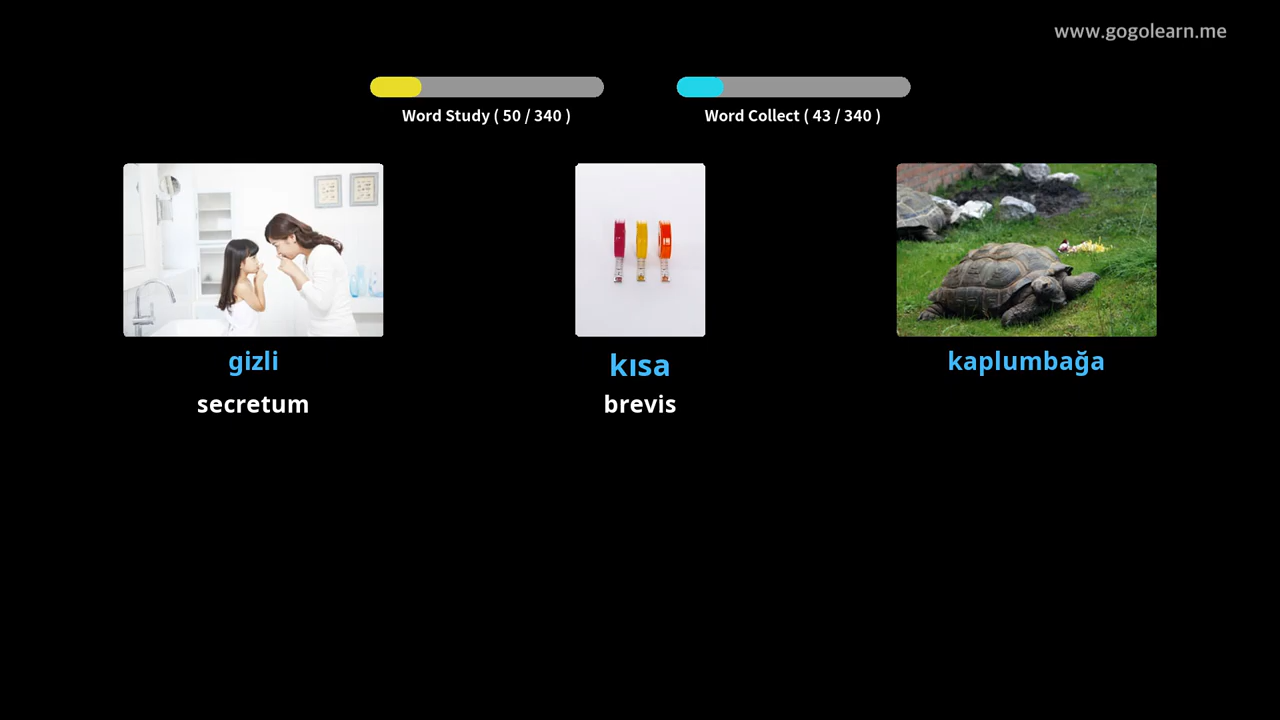 www.gogolearn.me
Word Study ( 50 / 340 )
Word Collect ( 43 / 340 )
gizli
secretum
kısa
brevis
kaplumbağa